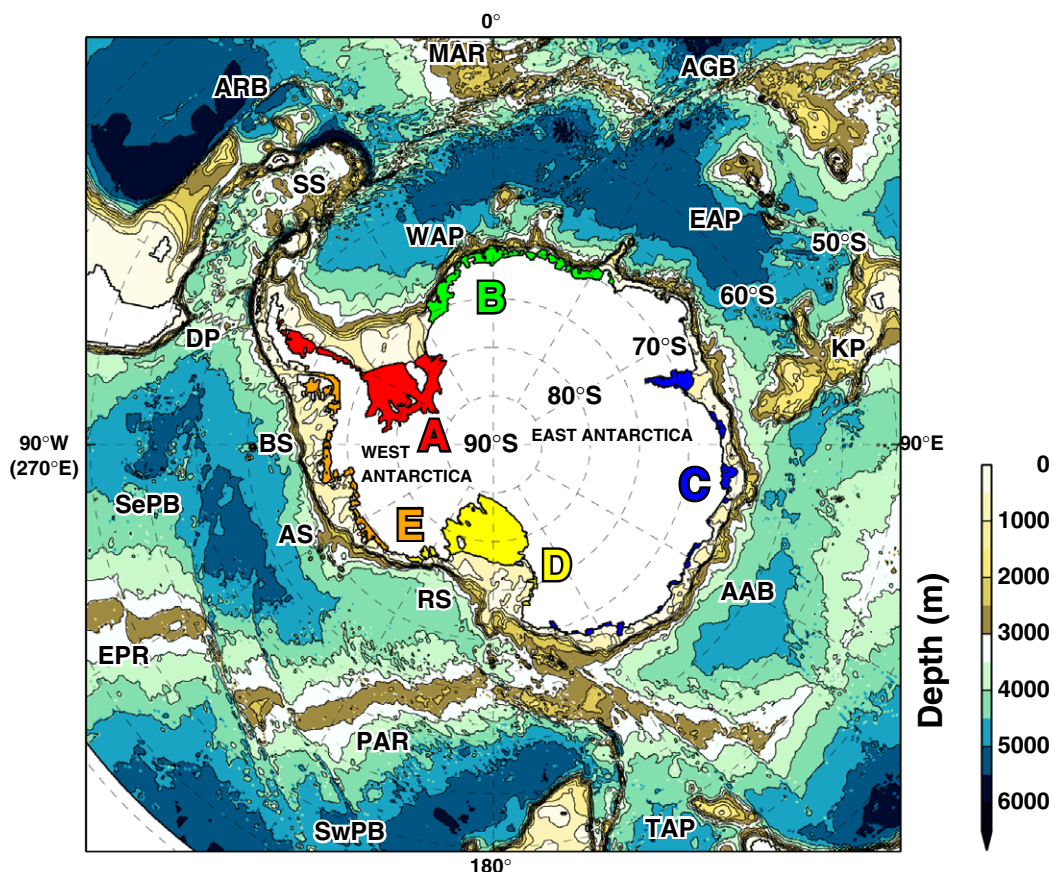 0°
MAR
AGB
ARB
SS
WAP
EAP
50°S
B
60°S
DP
70°S
KP
80°S
A
90°W
(270°E)
BS
WEST
ANTARCTICA
90°S
EAST ANTARCTICA
90°E
C
SePB
AS
E
D
RS
AAB
EPR
PAR
SwPB
TAP
180°
0
1000
2000
3000
4000
5000
6000
Depth (m)